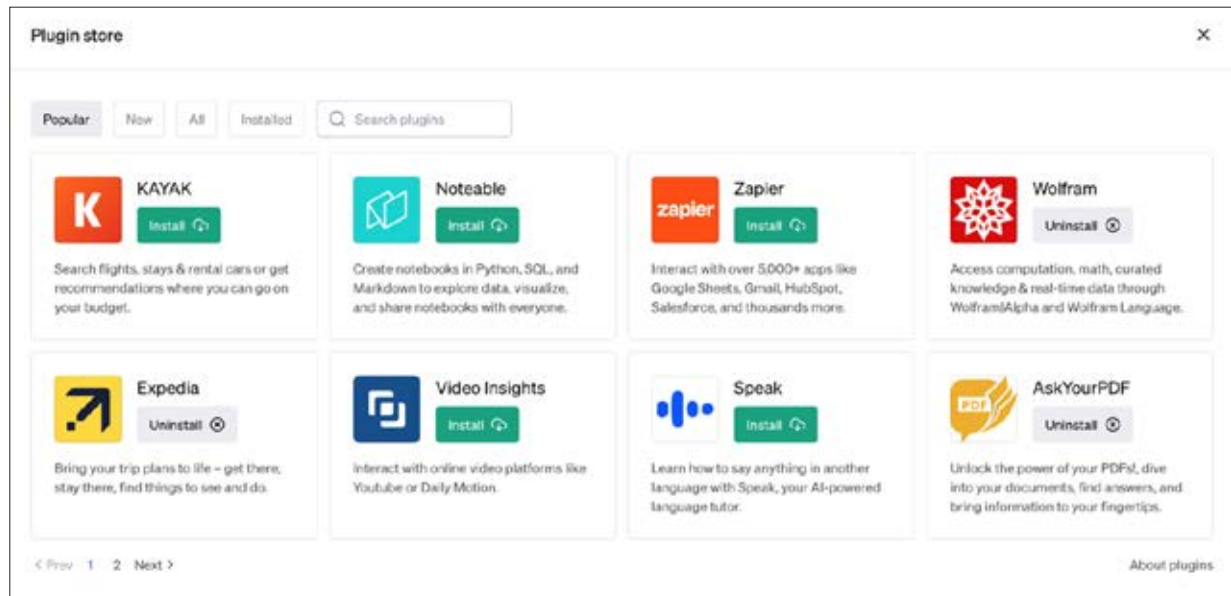 Plugin store
Popular New All Installed Search plugins
KAYAK
Install
Search flights, stays & rental cars or get
recommendations where you can go on
your budget.
Noteable
Install
Create notebooks in Python, SQL, and
Markdown to explore data, visualize,
and share notebooks with everyone.
zapier
Zapier
Install
Interact with over 5,000+ apps like
Google Sheets, Gmail, HubSpot,
Salesforce, and thousands more.
Wolfram
Uninstall
Access computation, math, curated
knowledge & real-time data through
Wolfram|Alpha and Wolfram Language.
Expedia
Uninstall
Bring your trip plans to life – get there,
stay there, find things to see and do.
Video Insights
Install
Interact with online video platforms like
Youtube or Daily Motion.
Speak
Install
Learn how to say anything in another
language with Speak, your AI-powered
language tutor.
PDF
AskYourPDF
Uninstall
Unlock the power of your PDFs!, dive
into your documents, find answers, and
bring information to your fingertips.
< Prev 1 2 Next >
About plugins